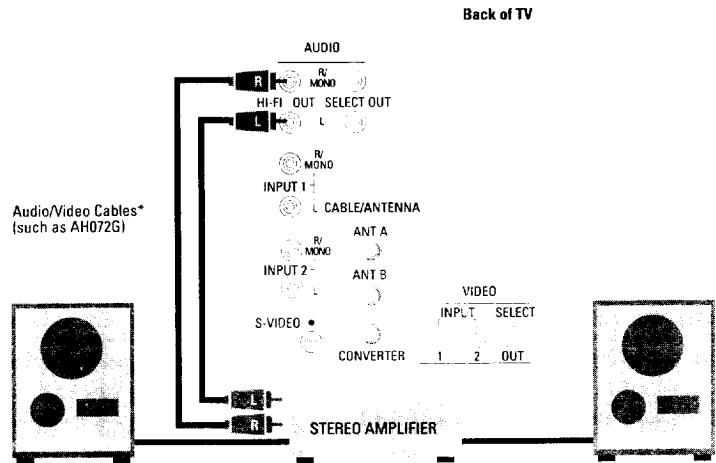 Back of TV
AUDIO
R
R/
MONO
HI-FI OUT SELECT OUT
L
L
R/
MONO
INPUT 1
L CABLE/ANTENNA
Audio/Video Cables*
(such as AH072G)
R/
MONO
ANT A
INPUT 2
L
ANT B
VIDEO
INPUT SELECT
S-VIDEO
CONVERTER
1 2 OUT
L
R
STEREO AMPLIFIER